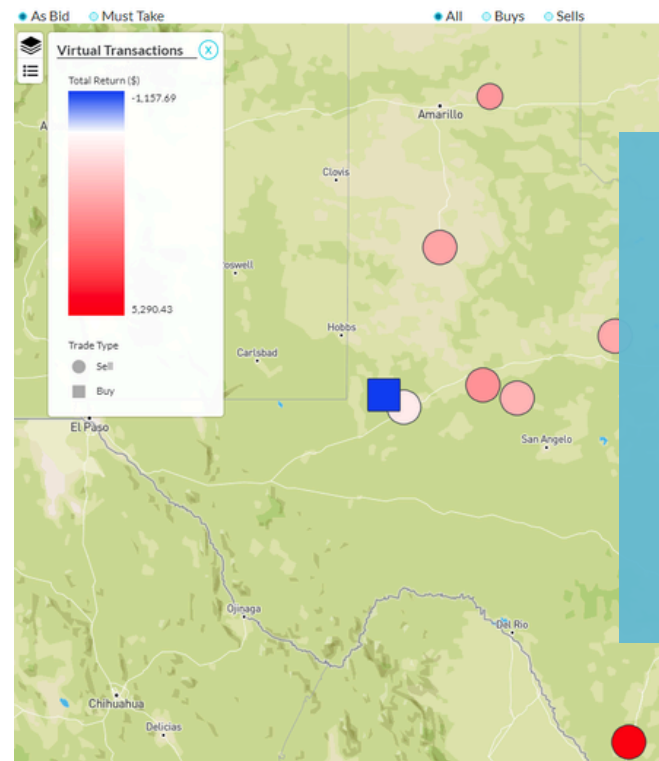 As Bid Must Take All Buys Sells
Virtual Transactions X
Total Return ($)
-1,157.69
5,290.43
Trade Type
Sell
Buy
Amarillo
A
Clovis
oswell
Hobbs
Carlsbad
El Paso
San Angelo
Ojinaga
Del Rio
Chihuahua
Delicias